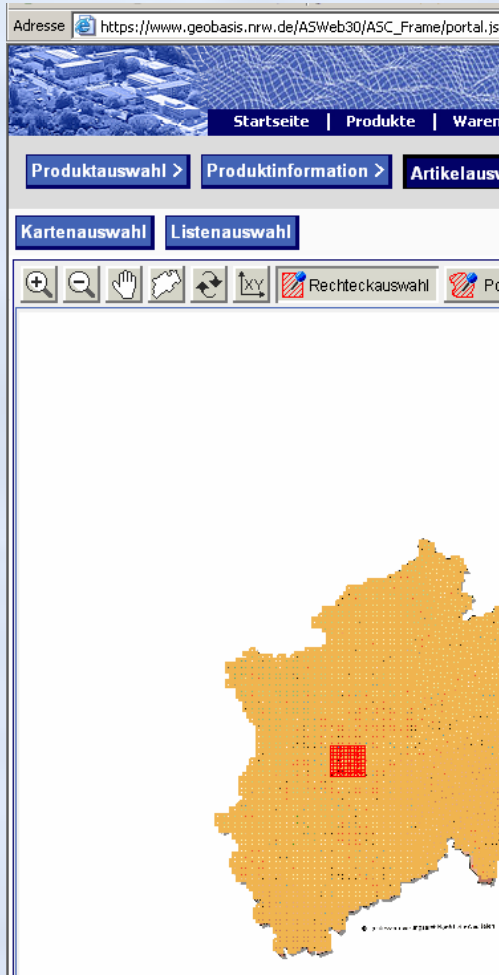 Adresse https://www.geobasis.nrw.de/ASWeb30/ASC_Frame/portal.js
Startseite | Produkte | Waren
Produktauswahl > Produktinformation > Artikelausw
Kartenauswahl Listenauswahl
XY Rechteckauswahl Po